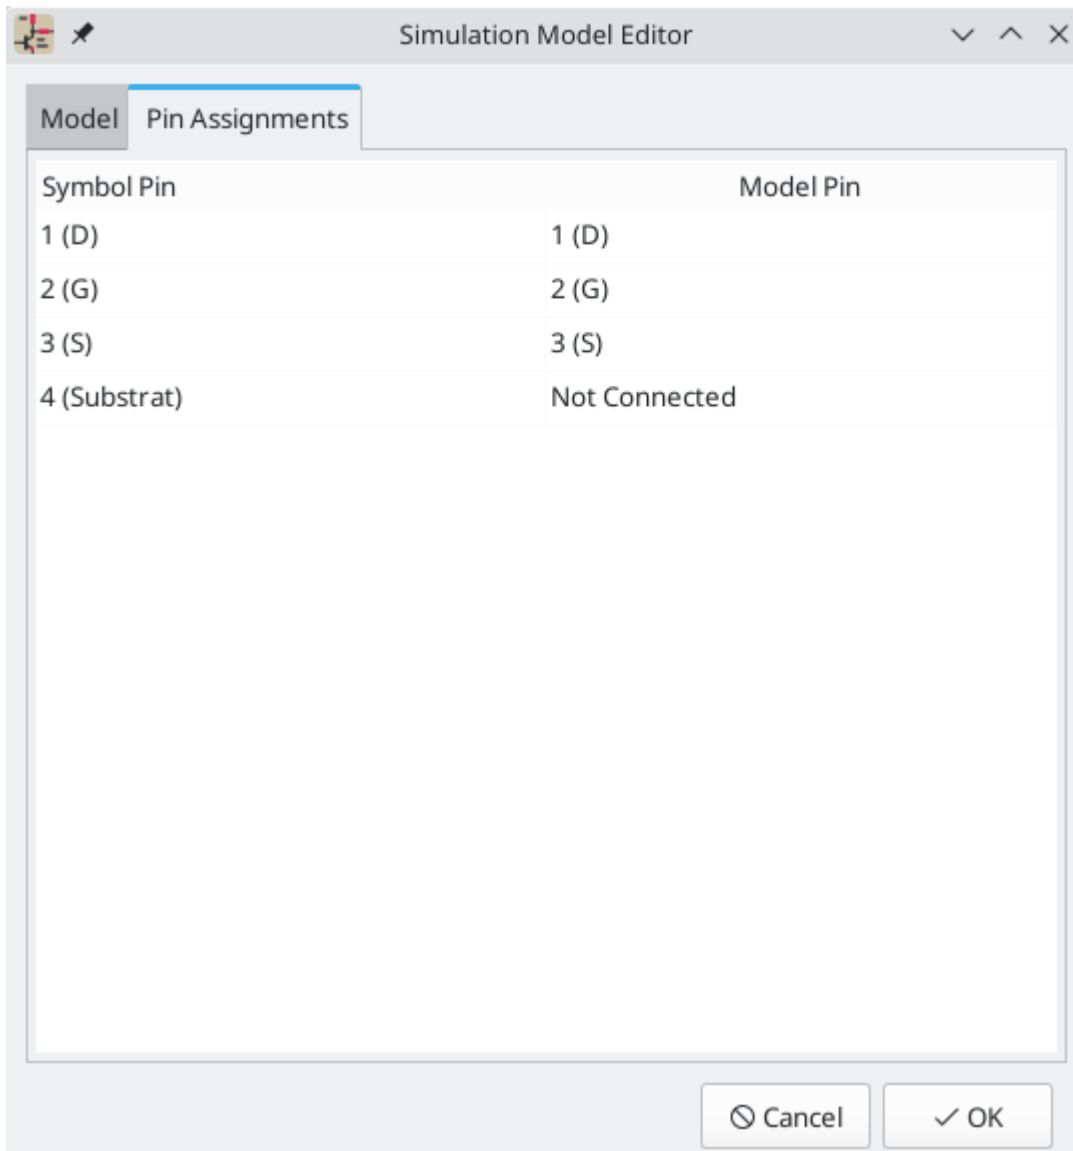 Simulation Model Editor
Model Pin Assignments
Symbol Pin Model Pin
1 (D) 1 (D)
2 (G) 2 (G)
3 (S) 3 (S)
4 (Substrat) Not Connected
Cancel OK